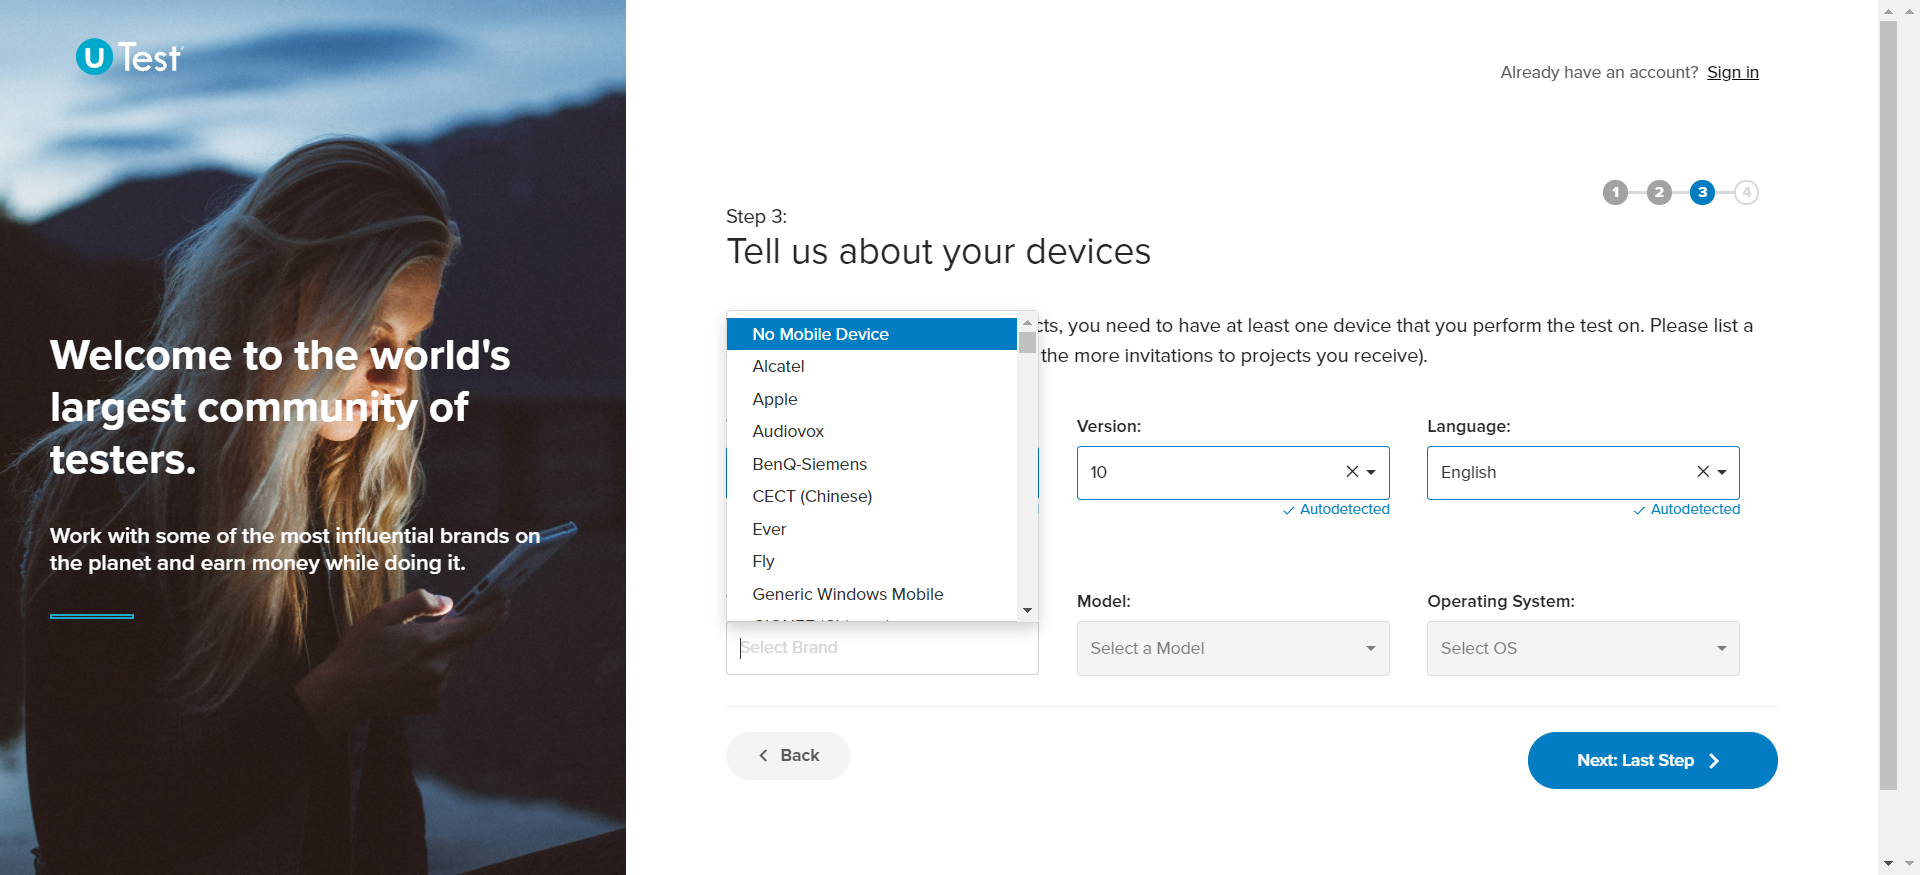 U Test
Welcome to the world's
largest community of
testers.
Work with some of the most influential brands on
the planet and earn money while doing it.
Already have an account? Sign in
1 2 3 4
Step 3:
Tell us about your devices
you need to have at least one device that you perform the test on. Please list a
the more invitations to projects you receive).
No Mobile Device
Alcatel
Apple
Audiovox
BenQ-Siemens
CECT (Chinese)
Ever
Fly
Generic Windows Mobile
Version:
10
Autodetected
Language:
English
Autodetected
Select Brand
Model:
Select a Model
Operating System:
Select OS
Back
Next: Last Step